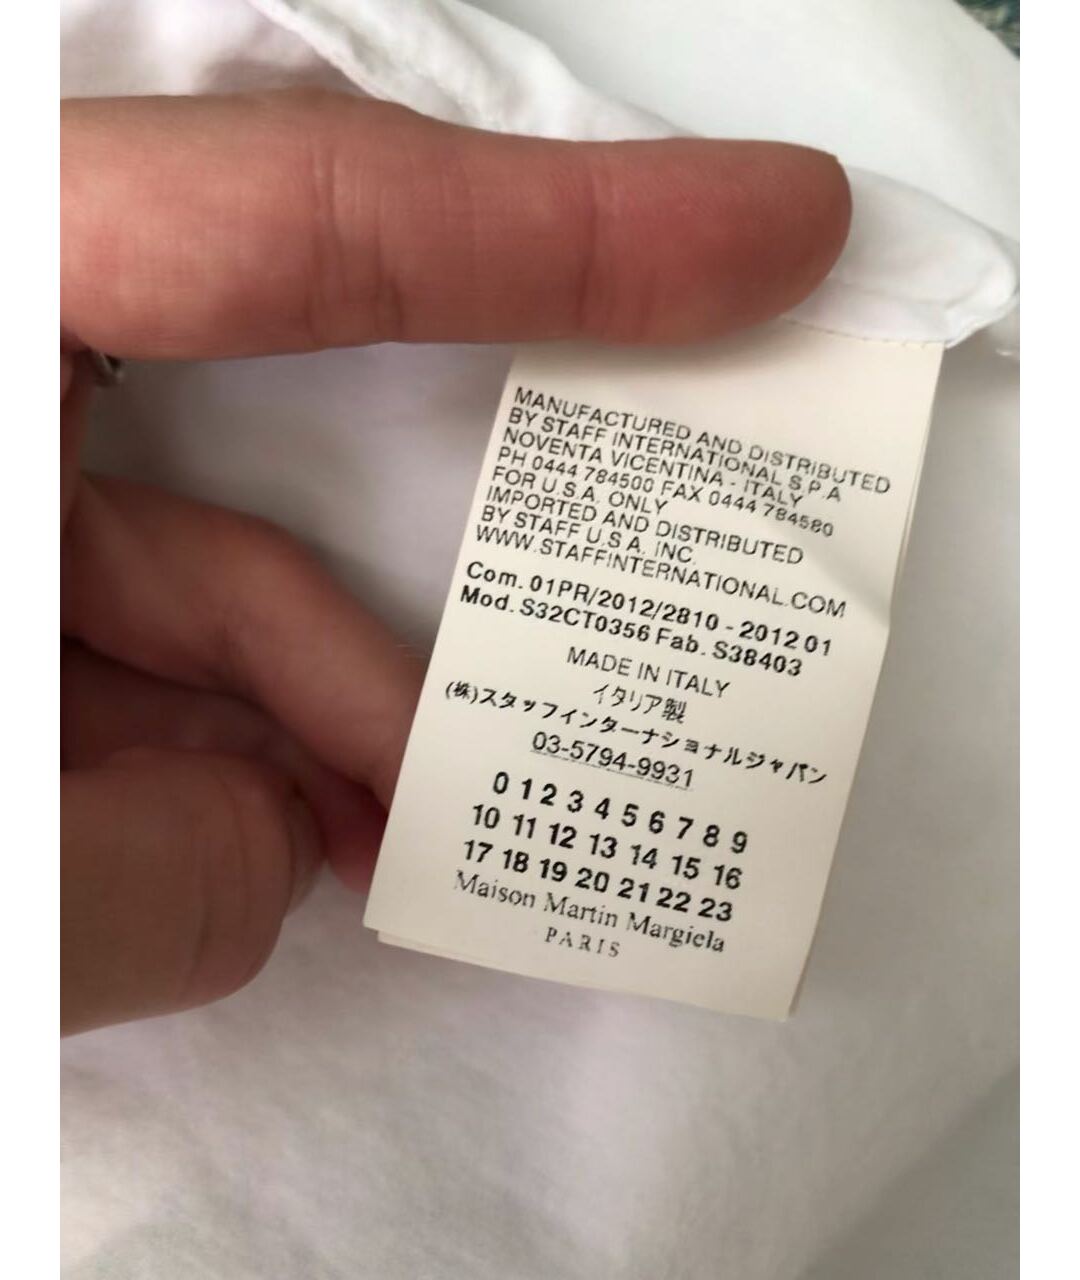 MANUFACTURED AND DISTRIBUTED
BY STAFF INTERNATIONAL S.P.A
NOVENTA VICENTINA - ITALY
PH 0444 784500 FAX 0444 784580
FOR U.S.A. ONLY
IMPORTED AND DISTRIBUTED
BY STAFF U.S.A. INC.
WWW.STAFFINTERNATIONAL.COM
Com. 01PR/2012/2810 - 2012 01
Mod. S32CT0356 Fab. S38403
MADE IN ITALY
イタリア製
(株)スタッフインターナショナルジャパン
03-5794-9931
0 1 2 3 4 5 6 7 8 9
10 11 12 13 14 15 16
17 18 19 20 21 22 23
Maison Martin Margiela
PARIS